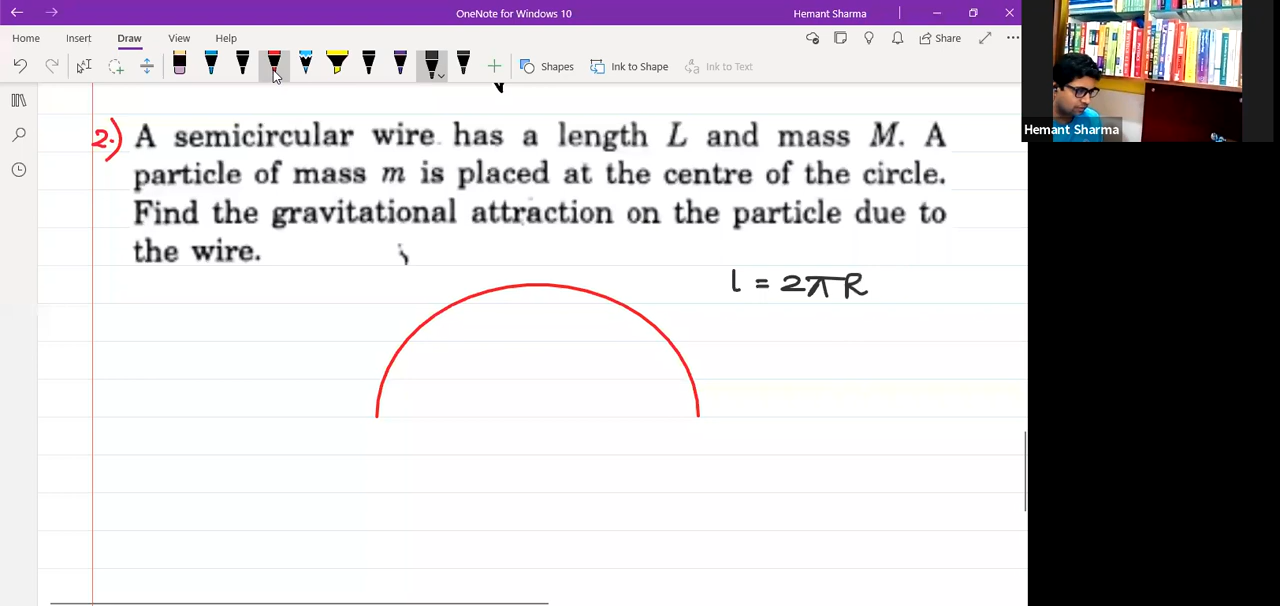 OneNote for Windows 10
Hemant Sharma
Home Insert Draw View Help
Share
Shapes Ink to Shape Ink to Text
Hemant Sharma
2.) A semicircular wire has a length L and mass M. A
particle of mass m is placed at the centre of the circle.
Find the gravitational attraction on the particle due to
the wire.
l = 2πR